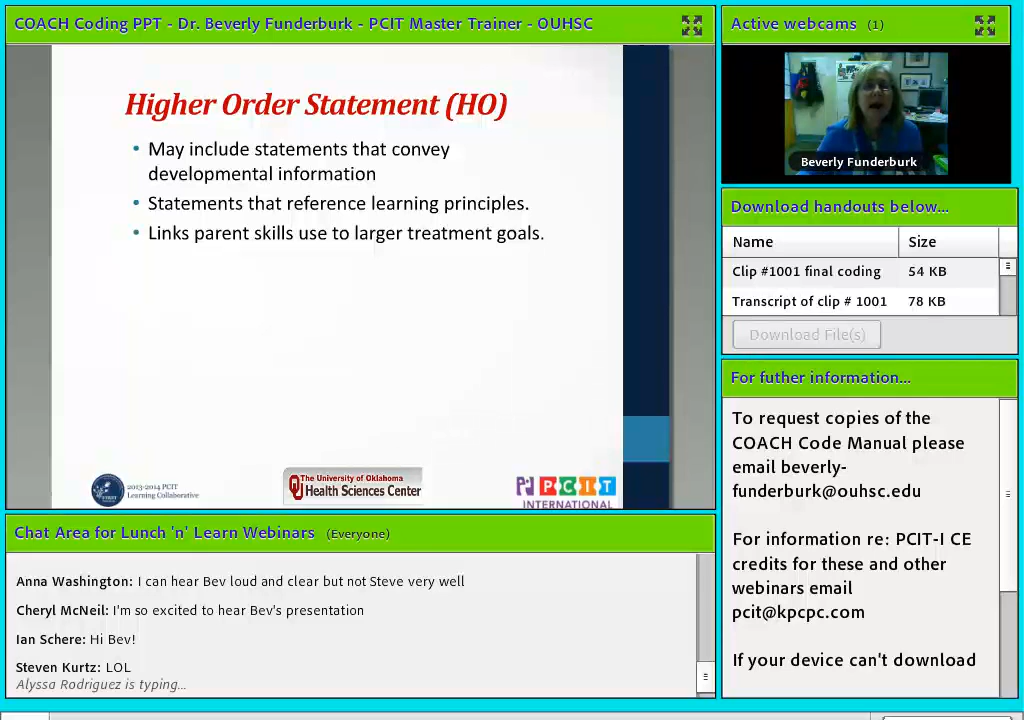 COACH Coding PPT - Dr. Beverly Funderburk - PCIT Master Trainer - OUHSC
Higher Order Statement (HO)
• May include statements that convey
developmental information
• Statements that reference learning principles.
• Links parent skills use to larger treatment goals.
2013-2014 PCIT
Learning Collaborative
The University of Oklahoma
Health Sciences Center
PCIT
INTERNATIONAL
Chat Area for Lunch 'n' Learn Webinars (Everyone)
Anna Washington: I can hear Bev loud and clear but not Steve very well
Cheryl McNeil: I'm so excited to hear Bev's presentation
Ian Schere: Hi Bev!
Steven Kurtz: LOL
Alyssa Rodriguez is typing...
Active webcams (1)
Beverly Funderburk
Download handouts below...
Name Size
Clip #1001 final coding 54 KB
Transcript of clip # 1001 78 KB
Download File(s)
For futher information...
To request copies of the
COACH Code Manual please
email beverly-
funderburk@ouhsc.edu
For information re: PCIT-I CE
credits for these and other
webinars email
pcit@kpcpc.com
If your device can't download